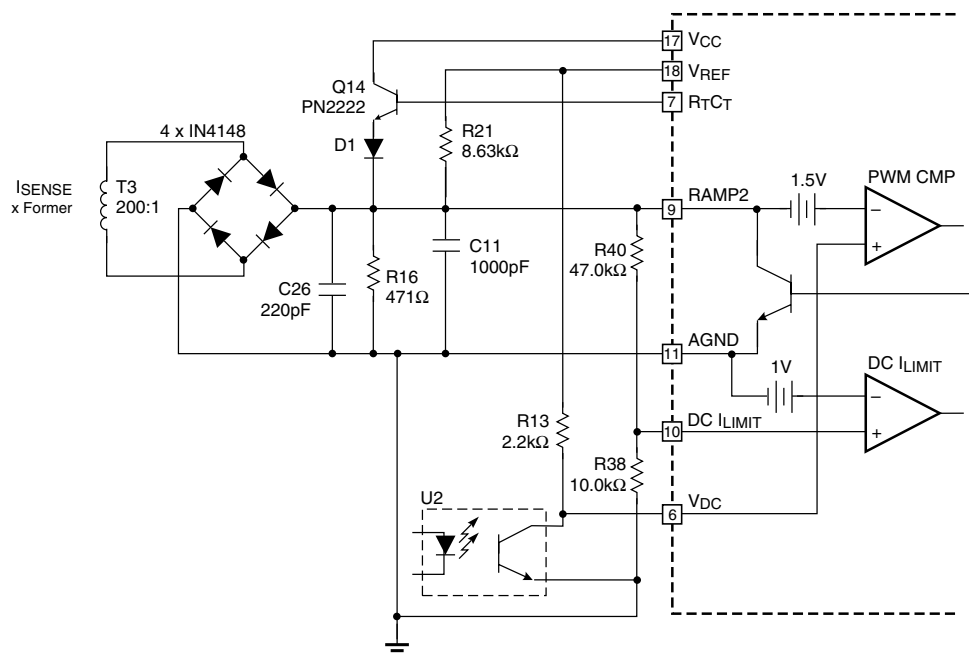 17 VCC
18 VREF
Q14
PN2222
7 RTCT
4 x IN4148
D1
R21
8.63kΩ
ISENSE
x Former
T3
200:1
9 RAMP2
1.5V
PWM CMP
–
+
C11
1000pF
R40
47.0kΩ
R16
471Ω
C26
220pF
11 AGND
1V
DC ILIMIT
–
+
R13
2.2kΩ
10 DC ILIMIT
R38
10.0kΩ
U2
6 VDC